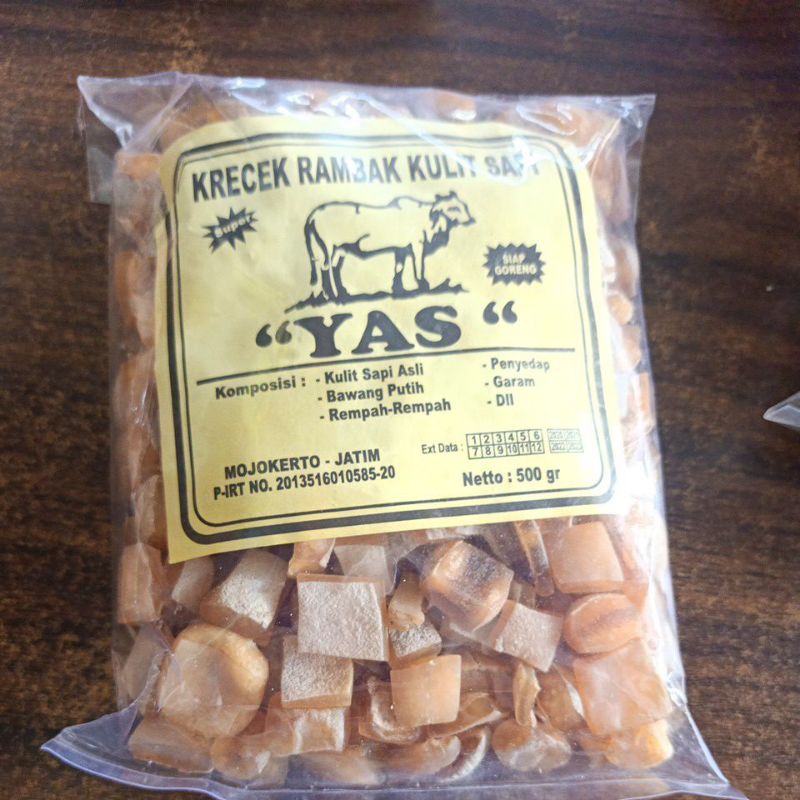 KRECEK RAMBAK KULIT SAPI
Super
SIAP
GORENG
"YAS"
Komposisi : - Kulit Sapi Asli
- Bawang Putih
- Rempah-Rempah
- Penyedap
- Garam
- Dll
Ext Data : 1 2 3 4 5 6
7 8 9 10 11 12
MOJOKERTO - JATIM
P-IRT NO. 2013516010585-20
Netto : 500 gr